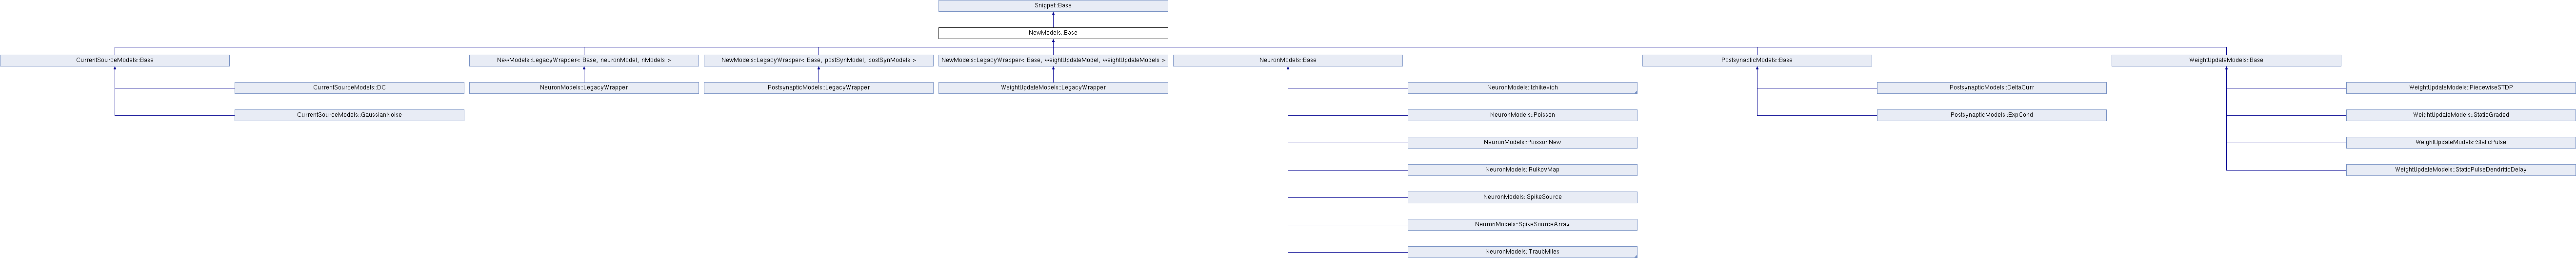 Snippet::Base
NewModels::Base
CurrentSourceModels::Base
NewModels::LegacyWrapper< Base, neuronModel, nModels >
NewModels::LegacyWrapper< Base, postSynModel, postSynModels >
NewModels::LegacyWrapper< Base, weightUpdateModel, weightUpdateModels >
NeuronModels::Base
PostsynapticModels::Base
WeightUpdateModels::Base
CurrentSourceModels::DC
NeuronModels::LegacyWrapper
PostsynapticModels::LegacyWrapper
WeightUpdateModels::LegacyWrapper
NeuronModels::Izhikevich
PostsynapticModels::DeltaCurr
WeightUpdateModels::PiecewiseSTDP
CurrentSourceModels::GaussianNoise
NeuronModels::Poisson
PostsynapticModels::ExpCond
WeightUpdateModels::StaticGraded
NeuronModels::PoissonNew
WeightUpdateModels::StaticPulse
NeuronModels::RulkovMap
WeightUpdateModels::StaticPulseDendriticDelay
NeuronModels::SpikeSource
NeuronModels::SpikeSourceArray
NeuronModels::TraubMiles